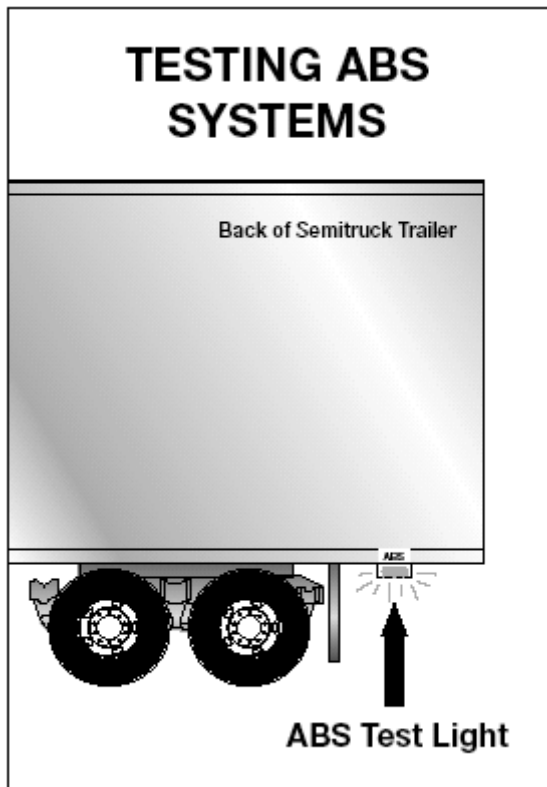 TESTING ABS
SYSTEMS
Back of Semitruck Trailer
ABS
ABS Test Light